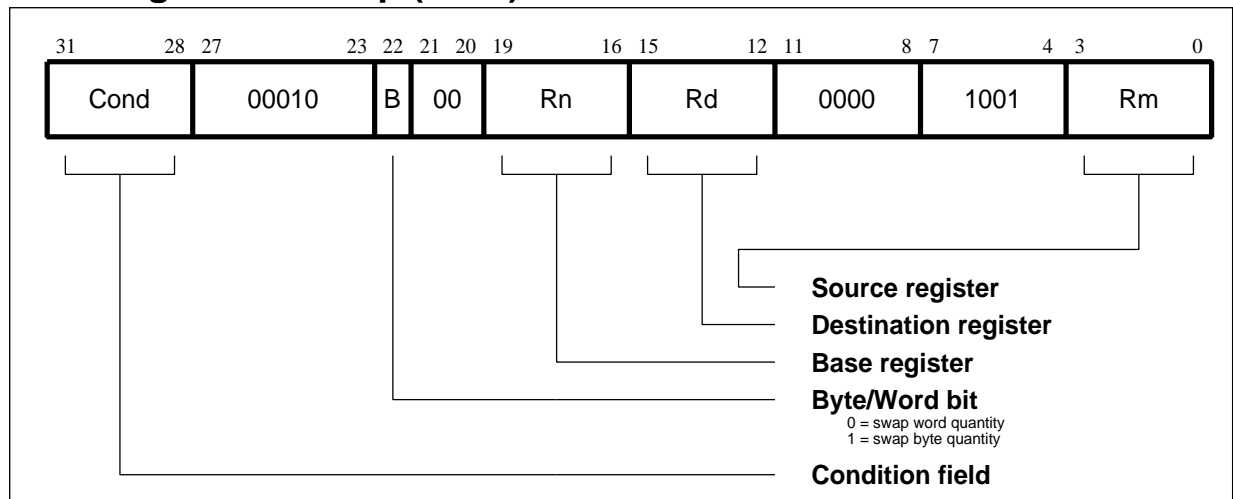 31 28 27 23 22 21 20 19 16 15 12 11 8 7 4 3 0
Cond 00010 B 00 Rn Rd 0000 1001 Rm
Source register
Destination register
Base register
Byte/Word bit
0 = swap word quantity
1 = swap byte quantity
Condition field